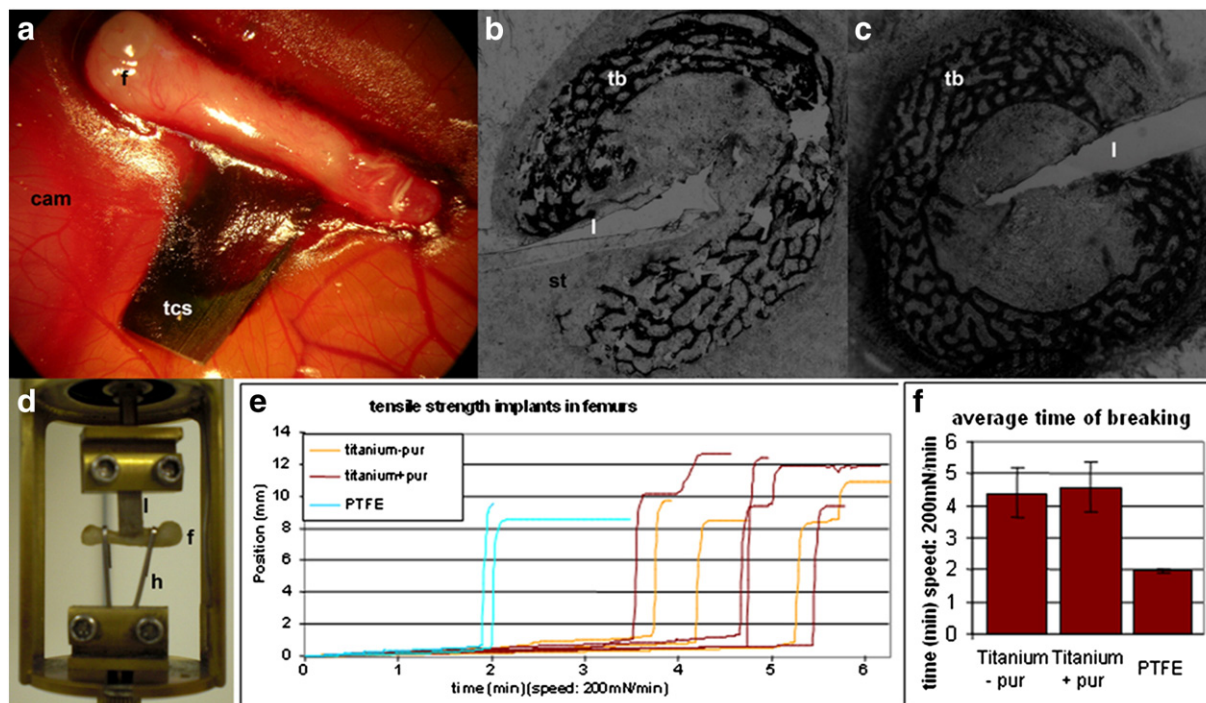 a
f
cam
tcs
b
tb
l
st
c
tb
l
d
l
f
h
e
tensile strength implants in femurs
titanium-pur
titanium+pur
PTFE
Position (mm)
14
12
10
8
6
4
2
0
0 1 2 3 4 5 6
time (min)(speed: 200mN/min)
f
average time of breaking
time (min) speed: 200mN/min)
6
5
4
3
2
1
0
Titanium
- pur
Titanium
+ pur
PTFE